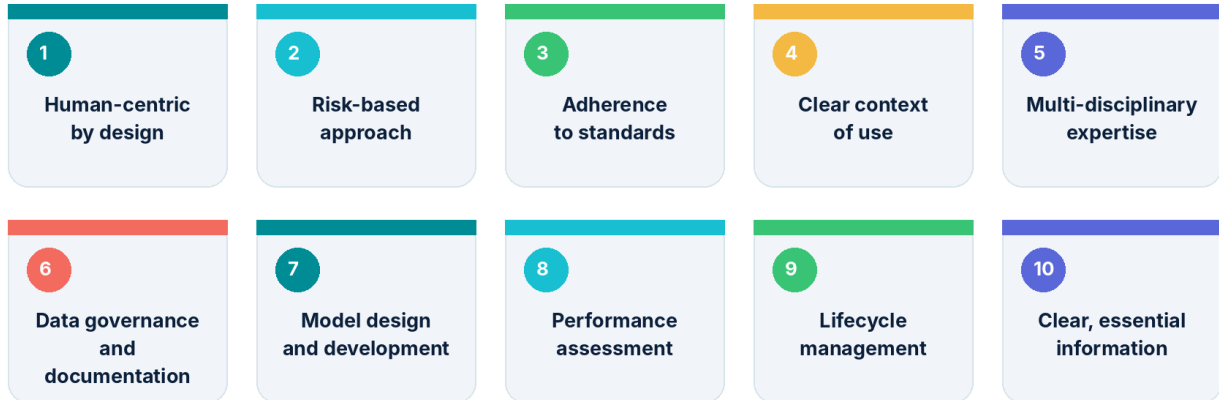 1
Human-centric
by design
2
Risk-based
approach
3
Adherence
to standards
4
Clear context
of use
5
Multi-disciplinary
expertise
6
Data governance
and
documentation
7
Model design
and development
8
Performance
assessment
9
Lifecycle
management
10
Clear, essential
information